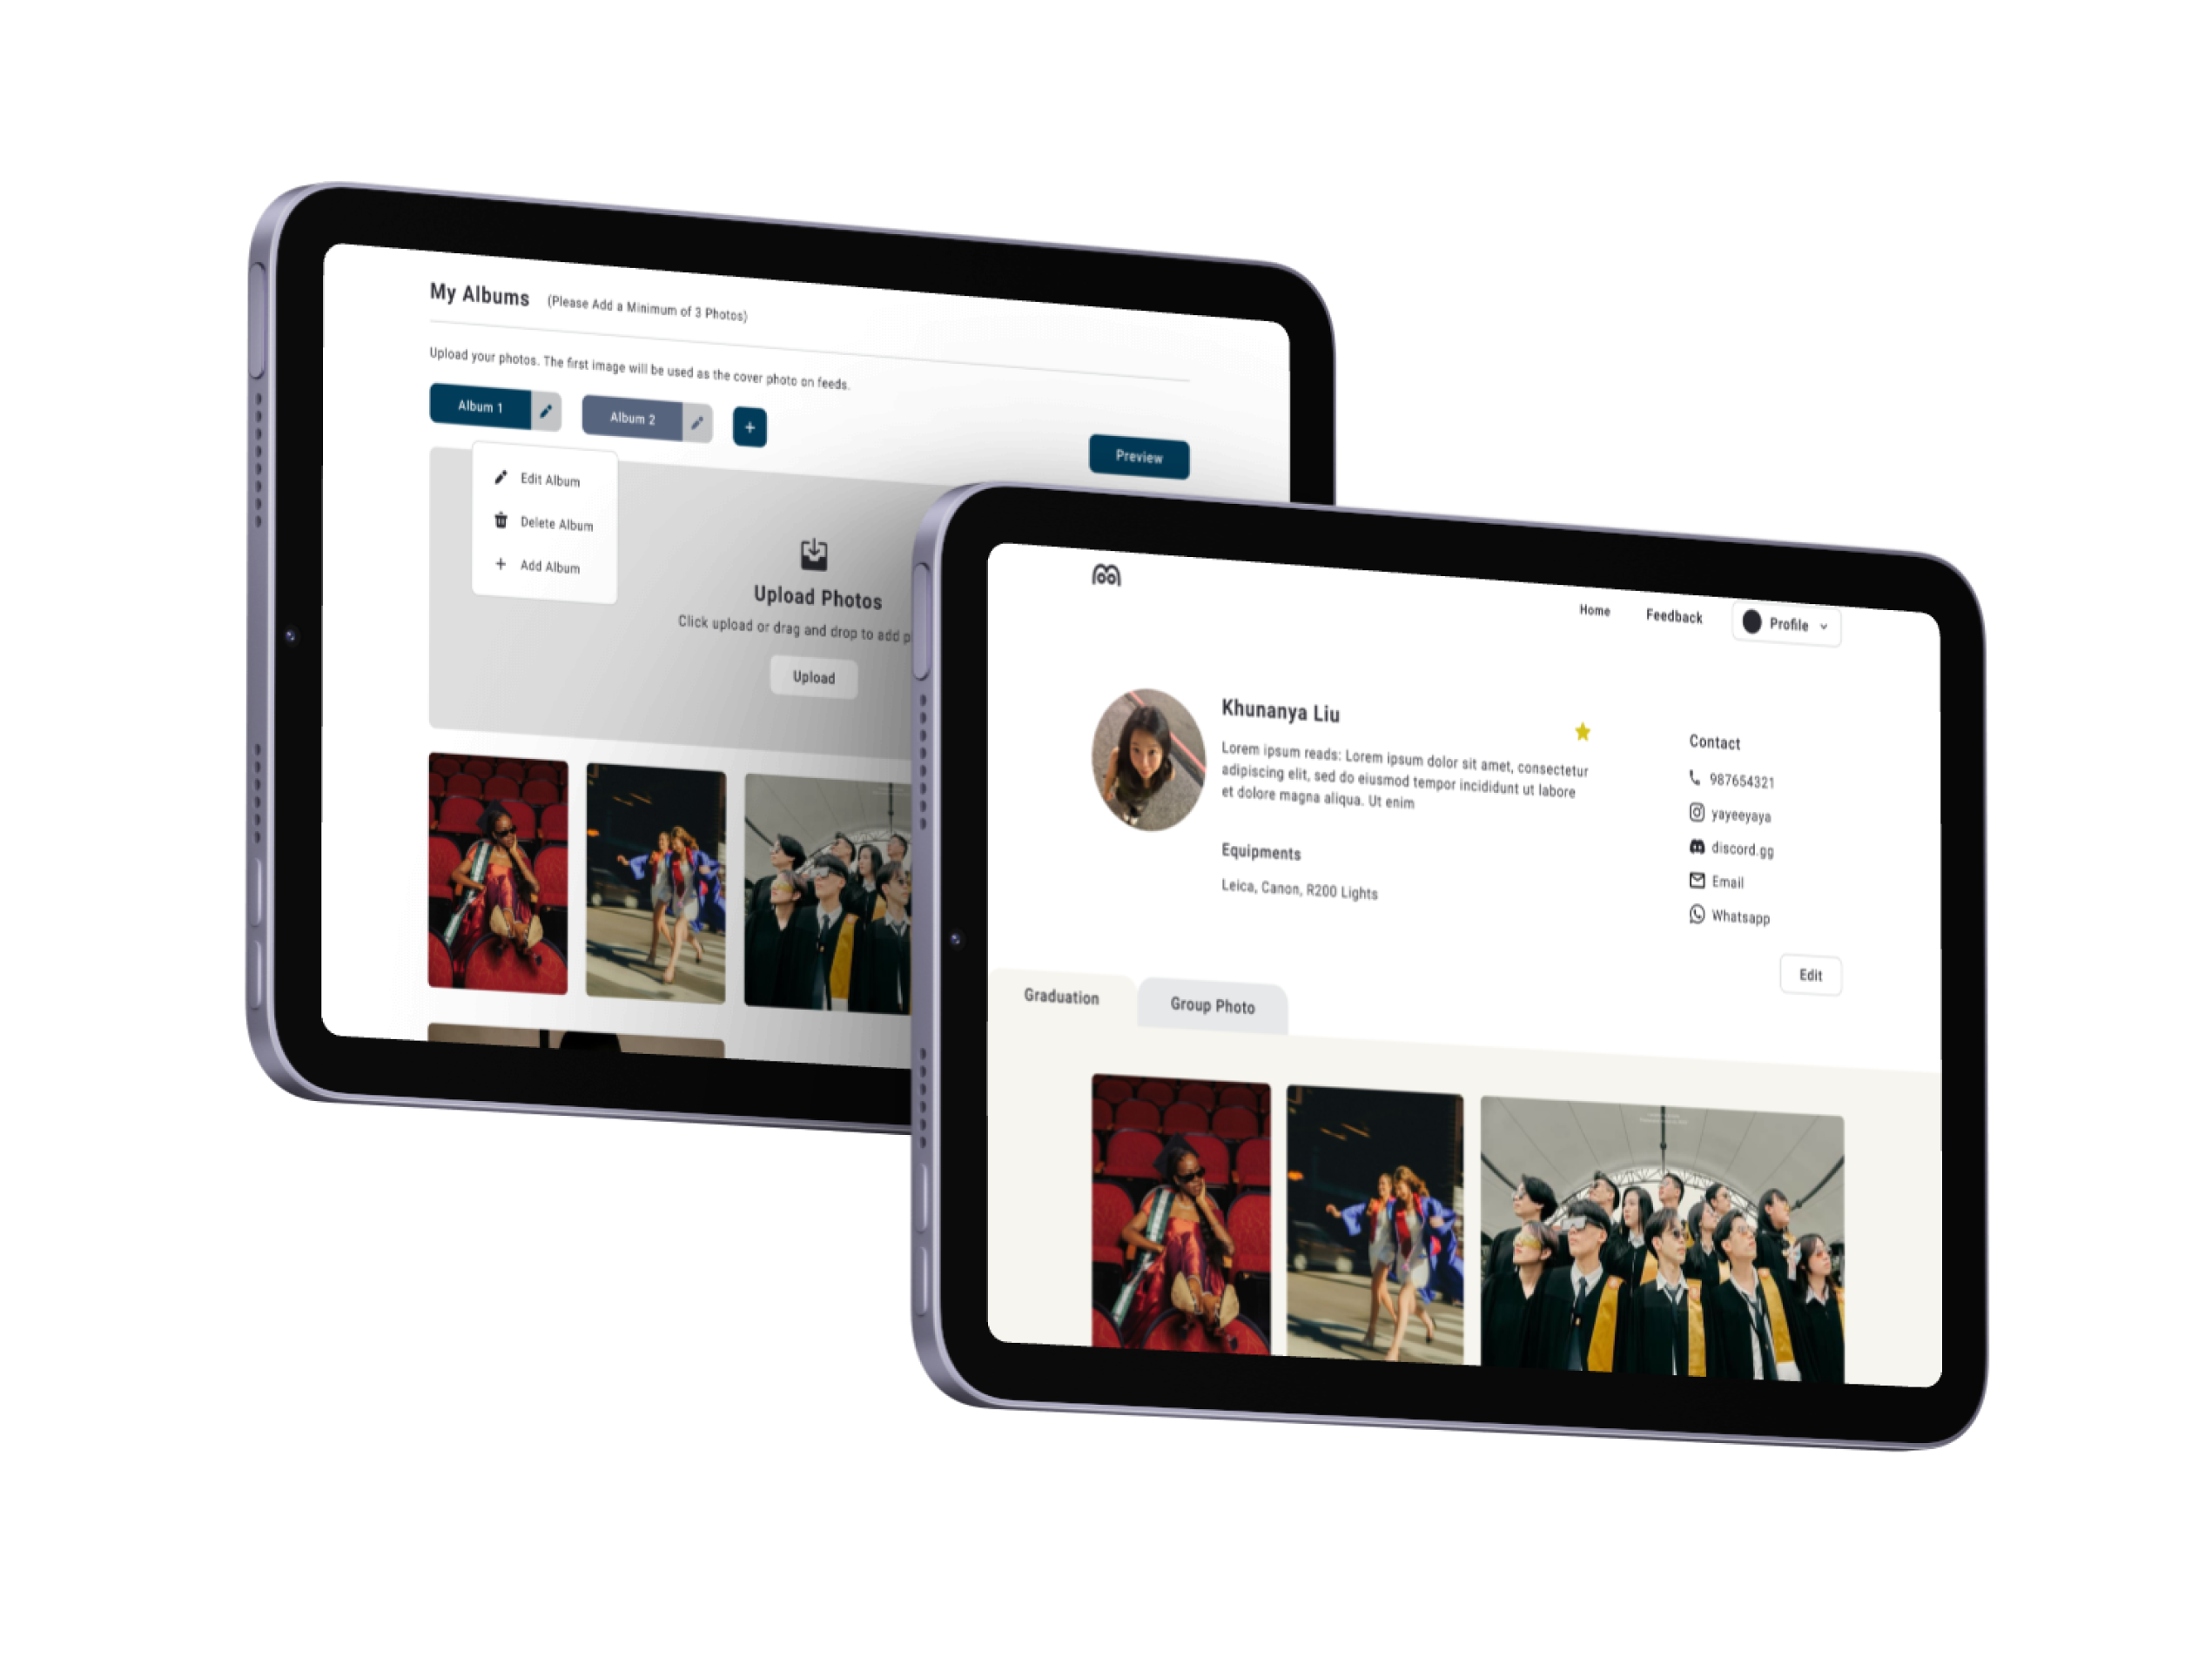 My Albums (Please Add a Minimum of 3 Photos)
Upload your photos. The first image will be used as the cover photo on feeds.
Album 1
Album 2
+
Preview
Edit Album
Delete Album
+ Add Album
Upload Photos
Click upload or drag and drop to add p
Upload
Home
Feedback
Profile
Khunanya Liu
Lorem ipsum reads: Lorem ipsum dolor sit amet, consectetur
adipiscing elit, sed do eiusmod tempor incididunt ut labore
et dolore magna aliqua. Ut enim
Equipments
Leica, Canon, R200 Lights
Contact
987654321
yayeeyaya
discord.gg
Email
Whatsapp
Edit
Graduation
Group Photo